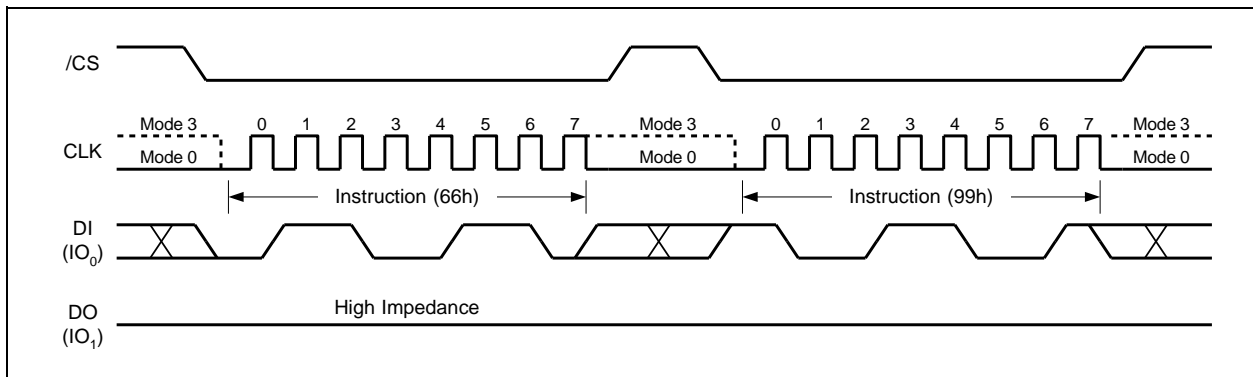 /CS
Mode 3 0 1 2 3 4 5 6 7 Mode 3 0 1 2 3 4 5 6 7 Mode 3
CLK
Mode 0 Mode 0 Mode 0
Instruction (66h) Instruction (99h)
DI
(IO0)
High Impedance
DO
(IO1)